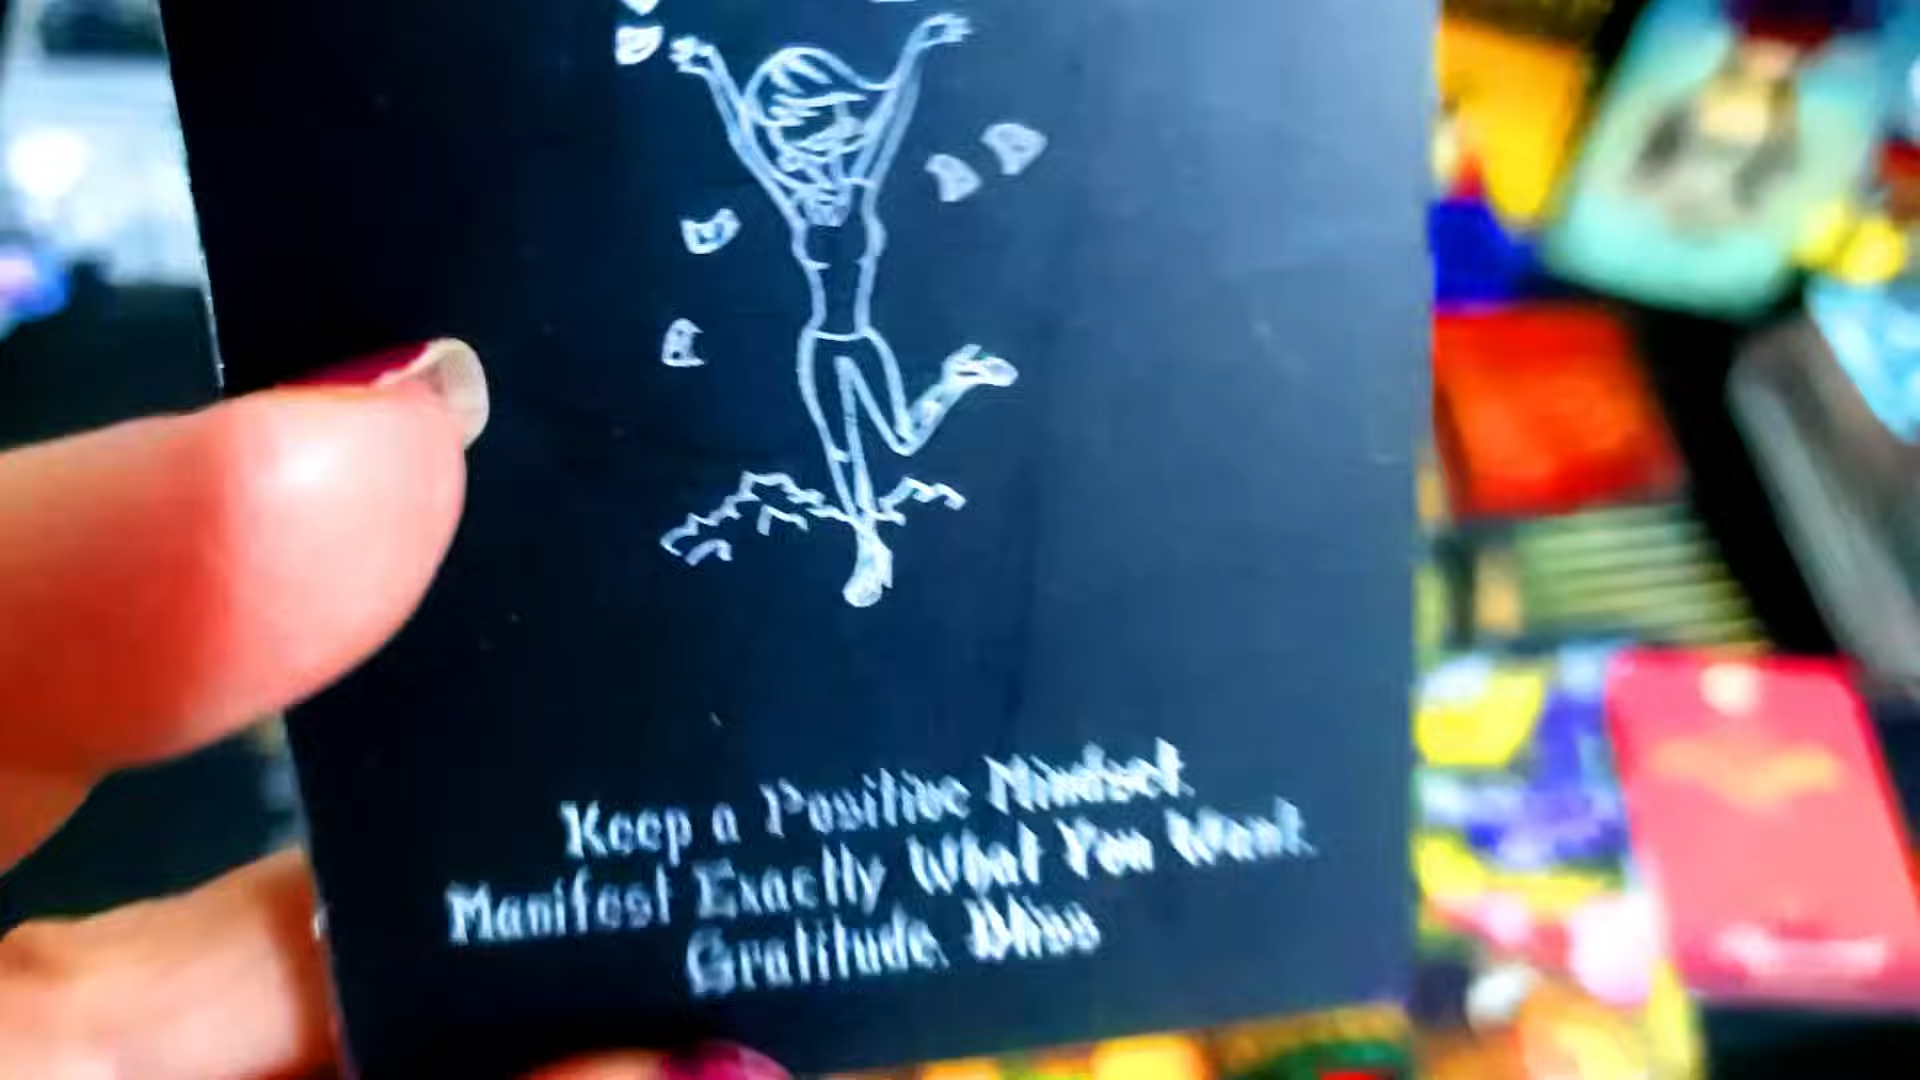 Keep a Positive Mindset.
Manifest Exactly What You Want.
Gratitude. Bliss